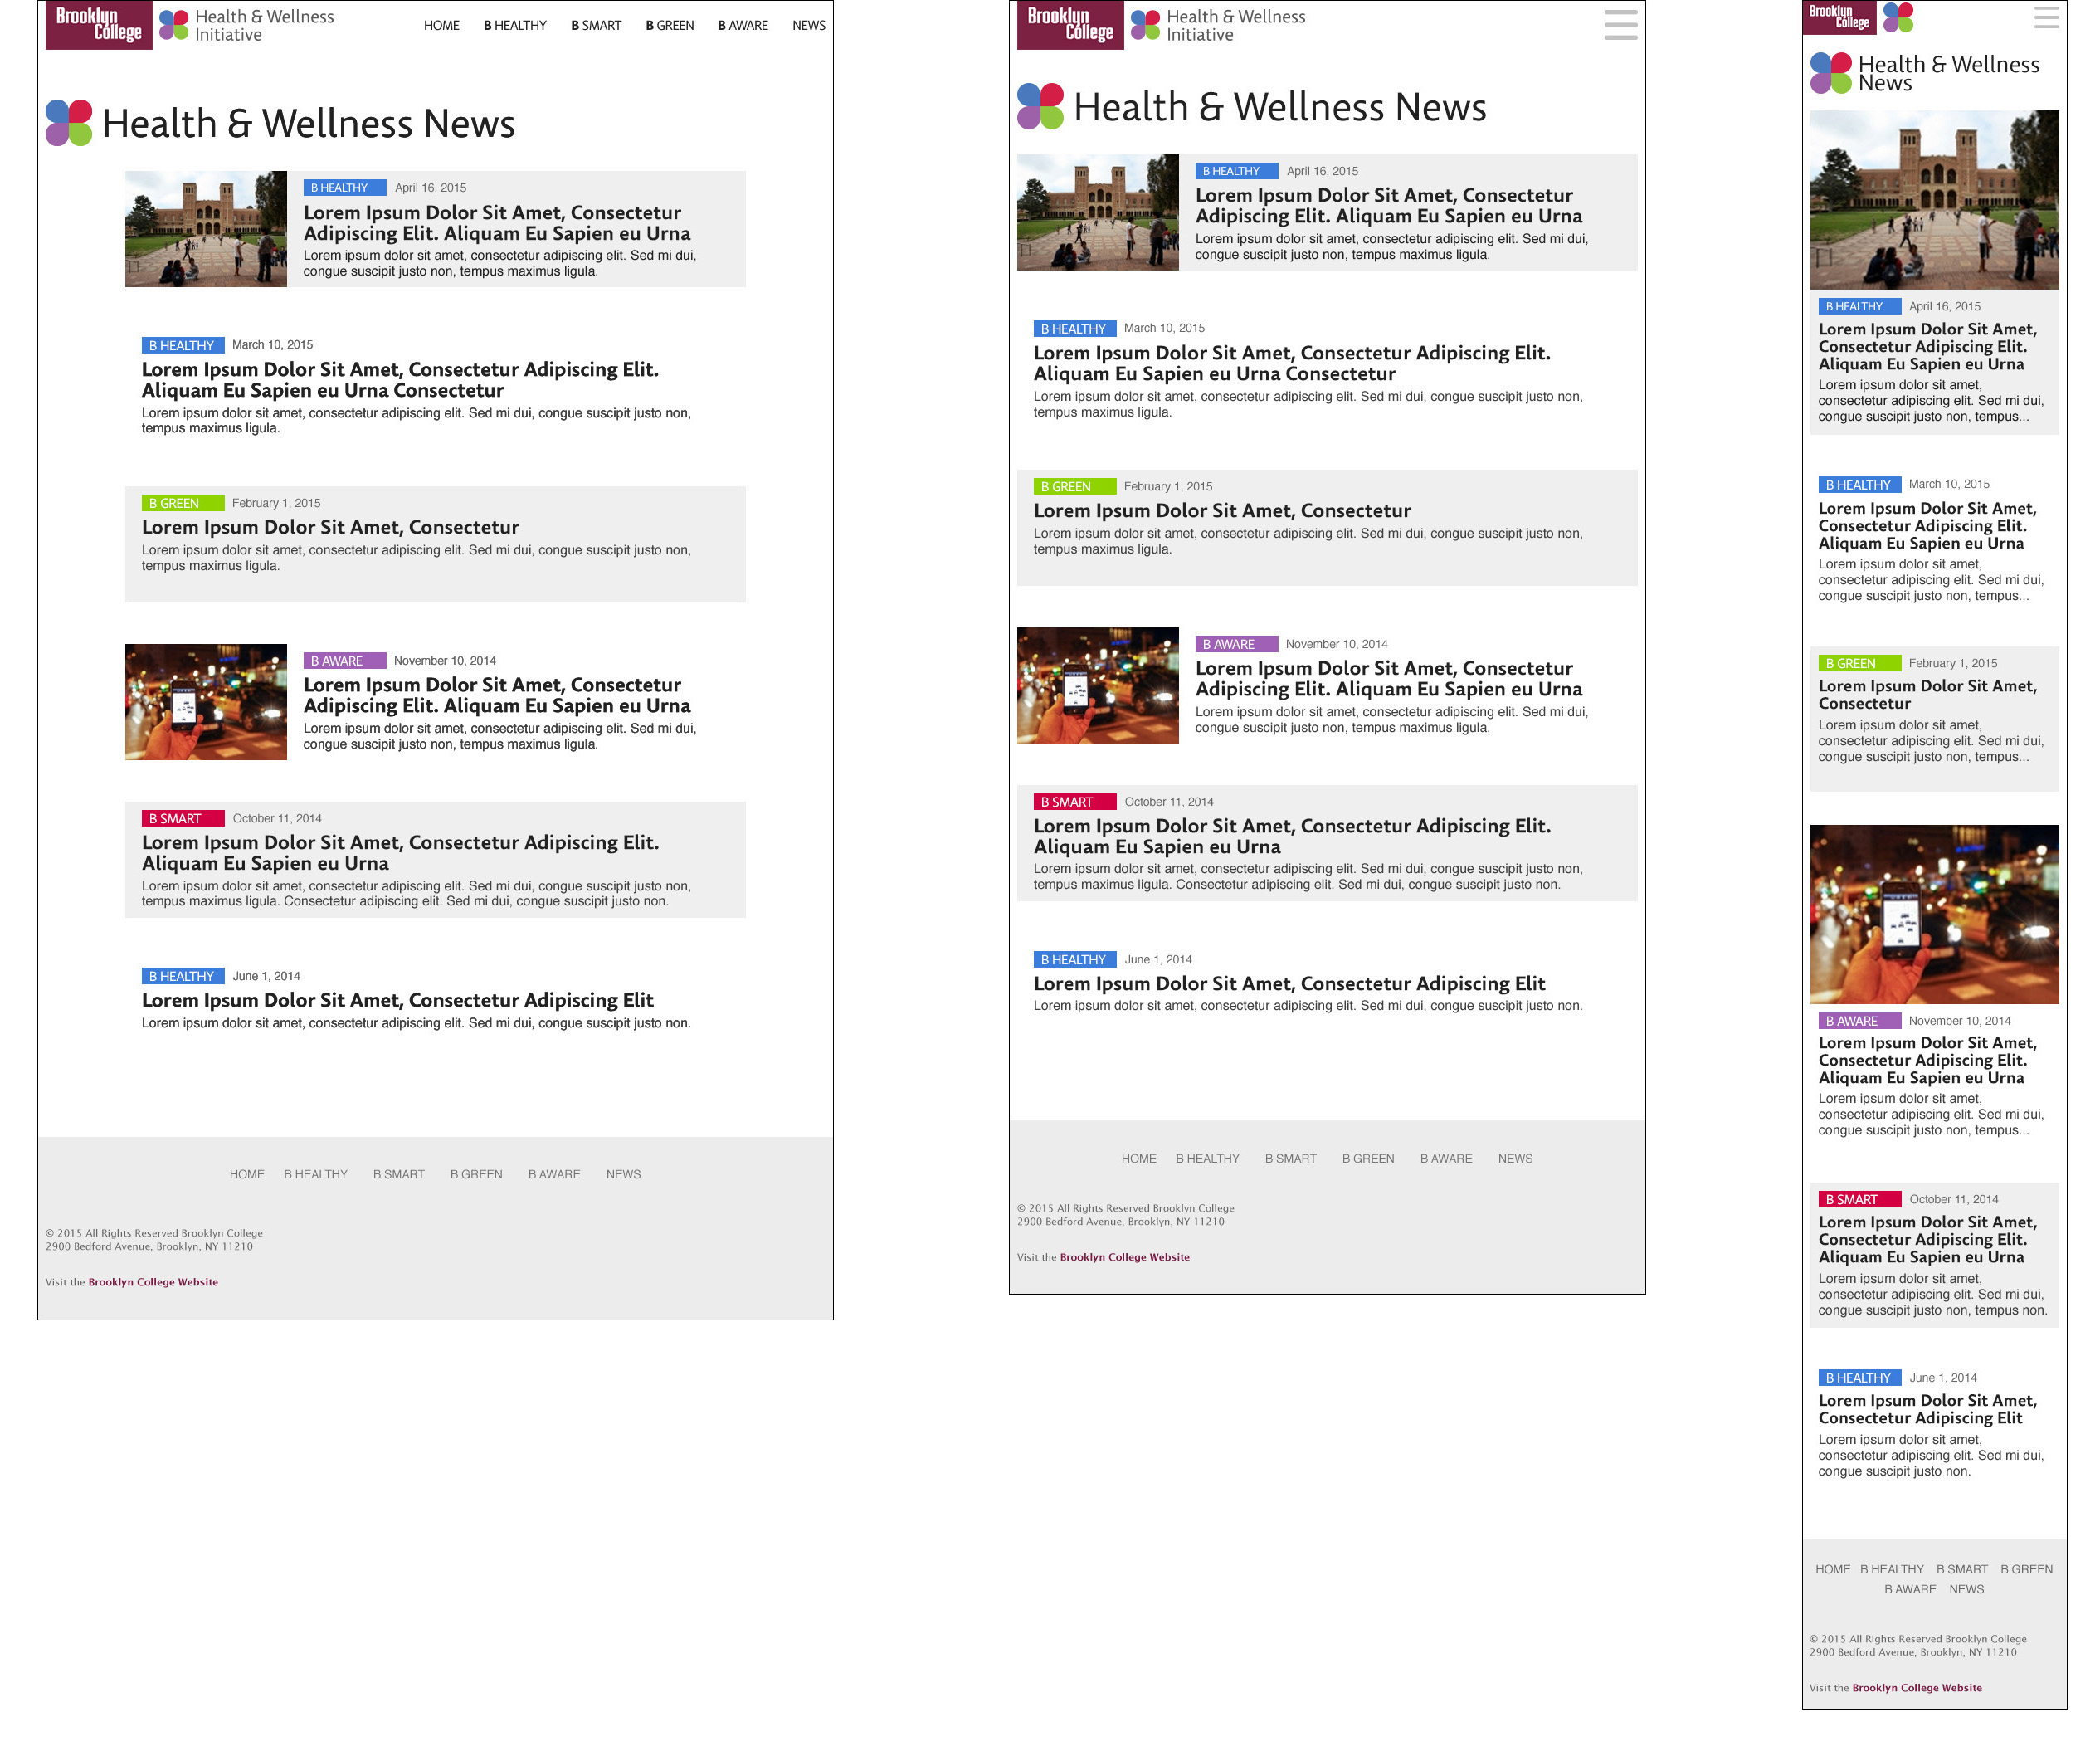 Brooklyn
College
Health & Wellness
Initiative
HOME B HEALTHY B SMART B GREEN B AWARE NEWS
Health & Wellness News
B HEALTHY April 16, 2015
Lorem Ipsum Dolor Sit Amet, Consectetur
Adipiscing Elit. Aliquam Eu Sapien eu Urna
Lorem ipsum dolor sit amet, consectetur adipiscing elit. Sed mi dui,
congue suscipit justo non, tempus maximus ligula.
B HEALTHY March 10, 2015
Lorem Ipsum Dolor Sit Amet, Consectetur Adipiscing Elit.
Aliquam Eu Sapien eu Urna Consectetur
Lorem ipsum dolor sit amet, consectetur adipiscing elit. Sed mi dui, congue suscipit justo non,
tempus maximus ligula.
B GREEN February 1, 2015
Lorem Ipsum Dolor Sit Amet, Consectetur
Lorem ipsum dolor sit amet, consectetur adipiscing elit. Sed mi dui, congue suscipit justo non,
tempus maximus ligula.
B AWARE November 10, 2014
Lorem Ipsum Dolor Sit Amet, Consectetur
Adipiscing Elit. Aliquam Eu Sapien eu Urna
Lorem ipsum dolor sit amet, consectetur adipiscing elit. Sed mi dui,
congue suscipit justo non, tempus maximus ligula.
B SMART October 11, 2014
Lorem Ipsum Dolor Sit Amet, Consectetur Adipiscing Elit.
Aliquam Eu Sapien eu Urna
Lorem ipsum dolor sit amet, consectetur adipiscing elit. Sed mi dui, congue suscipit justo non,
tempus maximus ligula. Consectetur adipiscing elit. Sed mi dui, congue suscipit justo non.
B HEALTHY June 1, 2014
Lorem Ipsum Dolor Sit Amet, Consectetur Adipiscing Elit
Lorem ipsum dolor sit amet, consectetur adipiscing elit. Sed mi dui, congue suscipit justo non.
HOME B HEALTHY B SMART B GREEN B AWARE NEWS
© 2015 All Rights Reserved Brooklyn College
2900 Bedford Avenue, Brooklyn, NY 11210
Visit the Brooklyn College Website
Brooklyn
College
Health & Wellness
Initiative
Health & Wellness News
B HEALTHY April 16, 2015
Lorem Ipsum Dolor Sit Amet, Consectetur
Adipiscing Elit. Aliquam Eu Sapien eu Urna
Lorem ipsum dolor sit amet, consectetur adipiscing elit. Sed mi dui,
congue suscipit justo non, tempus maximus ligula.
B HEALTHY March 10, 2015
Lorem Ipsum Dolor Sit Amet, Consectetur Adipiscing Elit.
Aliquam Eu Sapien eu Urna Consectetur
Lorem ipsum dolor sit amet, consectetur adipiscing elit. Sed mi dui, congue suscipit justo non,
tempus maximus ligula.
B GREEN February 1, 2015
Lorem Ipsum Dolor Sit Amet, Consectetur
Lorem ipsum dolor sit amet, consectetur adipiscing elit. Sed mi dui, congue suscipit justo non,
tempus maximus ligula.
B AWARE November 10, 2014
Lorem Ipsum Dolor Sit Amet, Consectetur
Adipiscing Elit. Aliquam Eu Sapien eu Urna
Lorem ipsum dolor sit amet, consectetur adipiscing elit. Sed mi dui,
congue suscipit justo non, tempus maximus ligula.
B SMART October 11, 2014
Lorem Ipsum Dolor Sit Amet, Consectetur Adipiscing Elit.
Aliquam Eu Sapien eu Urna
Lorem ipsum dolor sit amet, consectetur adipiscing elit. Sed mi dui, congue suscipit justo non,
tempus maximus ligula. Consectetur adipiscing elit. Sed mi dui, congue suscipit justo non.
B HEALTHY June 1, 2014
Lorem Ipsum Dolor Sit Amet, Consectetur Adipiscing Elit
Lorem ipsum dolor sit amet, consectetur adipiscing elit. Sed mi dui, congue suscipit justo non.
HOME B HEALTHY B SMART B GREEN B AWARE NEWS
© 2015 All Rights Reserved Brooklyn College
2900 Bedford Avenue, Brooklyn, NY 11210
Visit the Brooklyn College Website
Brooklyn
College
Health & Wellness
News
B HEALTHY April 16, 2015
Lorem Ipsum Dolor Sit Amet,
Consectetur Adipiscing Elit.
Aliquam Eu Sapien eu Urna
Lorem ipsum dolor sit amet,
consectetur adipiscing elit. Sed mi dui,
congue suscipit justo non, tempus...
B HEALTHY March 10, 2015
Lorem Ipsum Dolor Sit Amet,
Consectetur Adipiscing Elit.
Aliquam Eu Sapien eu Urna
Lorem ipsum dolor sit amet,
consectetur adipiscing elit. Sed mi dui,
congue suscipit justo non, tempus...
B GREEN February 1, 2015
Lorem Ipsum Dolor Sit Amet,
Consectetur
Lorem ipsum dolor sit amet,
consectetur adipiscing elit. Sed mi dui,
congue suscipit justo non, tempus...
B AWARE November 10, 2014
Lorem Ipsum Dolor Sit Amet,
Consectetur Adipiscing Elit.
Aliquam Eu Sapien eu Urna
Lorem ipsum dolor sit amet,
consectetur adipiscing elit. Sed mi dui,
congue suscipit justo non, tempus...
B SMART October 11, 2014
Lorem Ipsum Dolor Sit Amet,
Consectetur Adipiscing Elit.
Aliquam Eu Sapien eu Urna
Lorem ipsum dolor sit amet,
consectetur adipiscing elit. Sed mi dui,
congue suscipit justo non, tempus non.
B HEALTHY June 1, 2014
Lorem Ipsum Dolor Sit Amet,
Consectetur Adipiscing Elit
Lorem ipsum dolor sit amet,
consectetur adipiscing elit. Sed mi dui,
congue suscipit justo non.
HOME B HEALTHY B SMART B GREEN
B AWARE NEWS
© 2015 All Rights Reserved Brooklyn College
2900 Bedford Avenue, Brooklyn, NY 11210
Visit the Brooklyn College Website